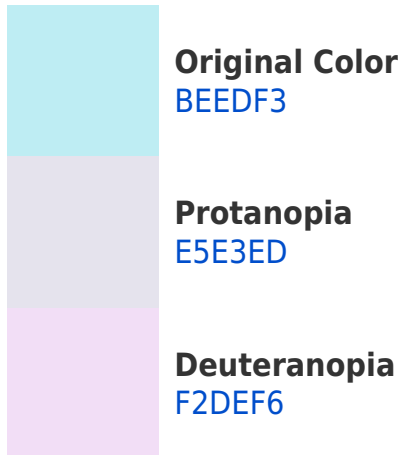 Original Color
BEEDF3
Protanopia
E5E3ED
Deuteranopia
F2DEF6